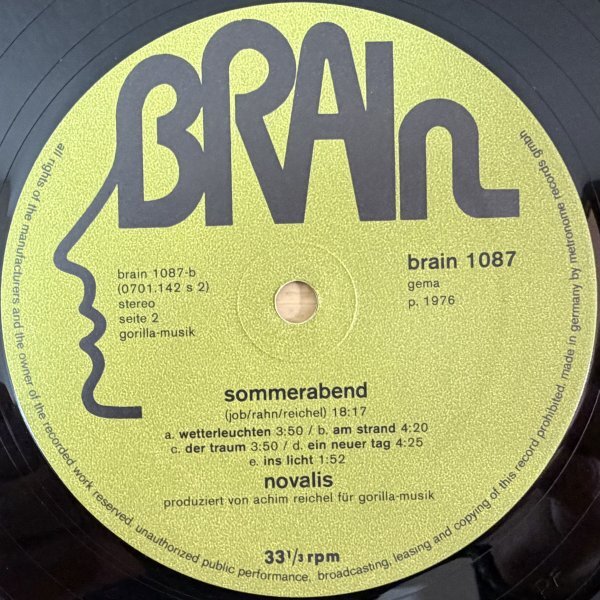 BRAIN
brain 1087-b
(0701.142 s 2)
stereo
seite 2
gorilla-musik
brain 1087
gema
p. 1976
sommerabend
(job/rahn/reichel) 18:17
a. wetterleuchten 3:50 / b. am strand 4:20
c. der traum 3:50 / d. ein neuer tag 4:25
e. ins licht 1:52
novalis
produziert von achim reichel für gorilla-musik
33 1/3 rpm
all rights of the manufacturers and the owner of the recorded work reserved. unauthorized public performance, broadcasting, leasing and copying of this record prohibited. made in germany by metronome records gmbh